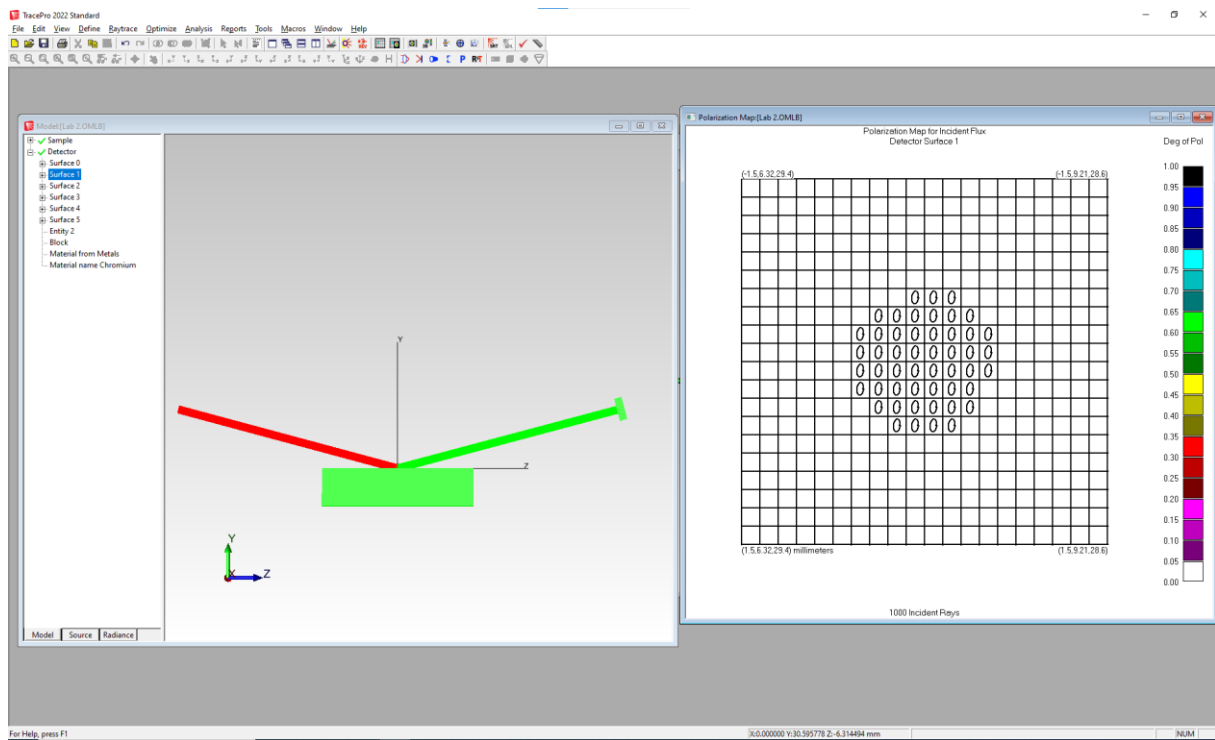 TracePro 2022 Standard
File Edit View Define Raytrace Optimize Analysis Reports Tools Macros Window Help
Model:[Lab 2.OMLB]
Sample
Detector
Surface 0
Surface 1
Surface 2
Surface 3
Surface 4
Surface 5
Entity 2
Block
Material from Metals
Material name Chromium
Y
Z
Y
X
Z
Model Source Radiance
Polarization Map:[Lab 2.OMLB]
Polarization Map for Incident Flux
Detector Surface 1
Deg of Pol
(-1.5,6.32,29.4) (-1.5,9.21,28.6)
1.00
0.95
0.90
0.85
0.80
0.75
0.70
0.65
0.60
0.55
0.50
0.45
0.40
0.35
0.30
0.25
0.20
0.15
0.10
0.05
0.00
(1.5,6.32,29.4) millimeters (1.5,9.21,28.6)
1000 Incident Rays
For Help, press F1
X:0.000000 Y:30.595778 Z:-6.314494 mm
NUM